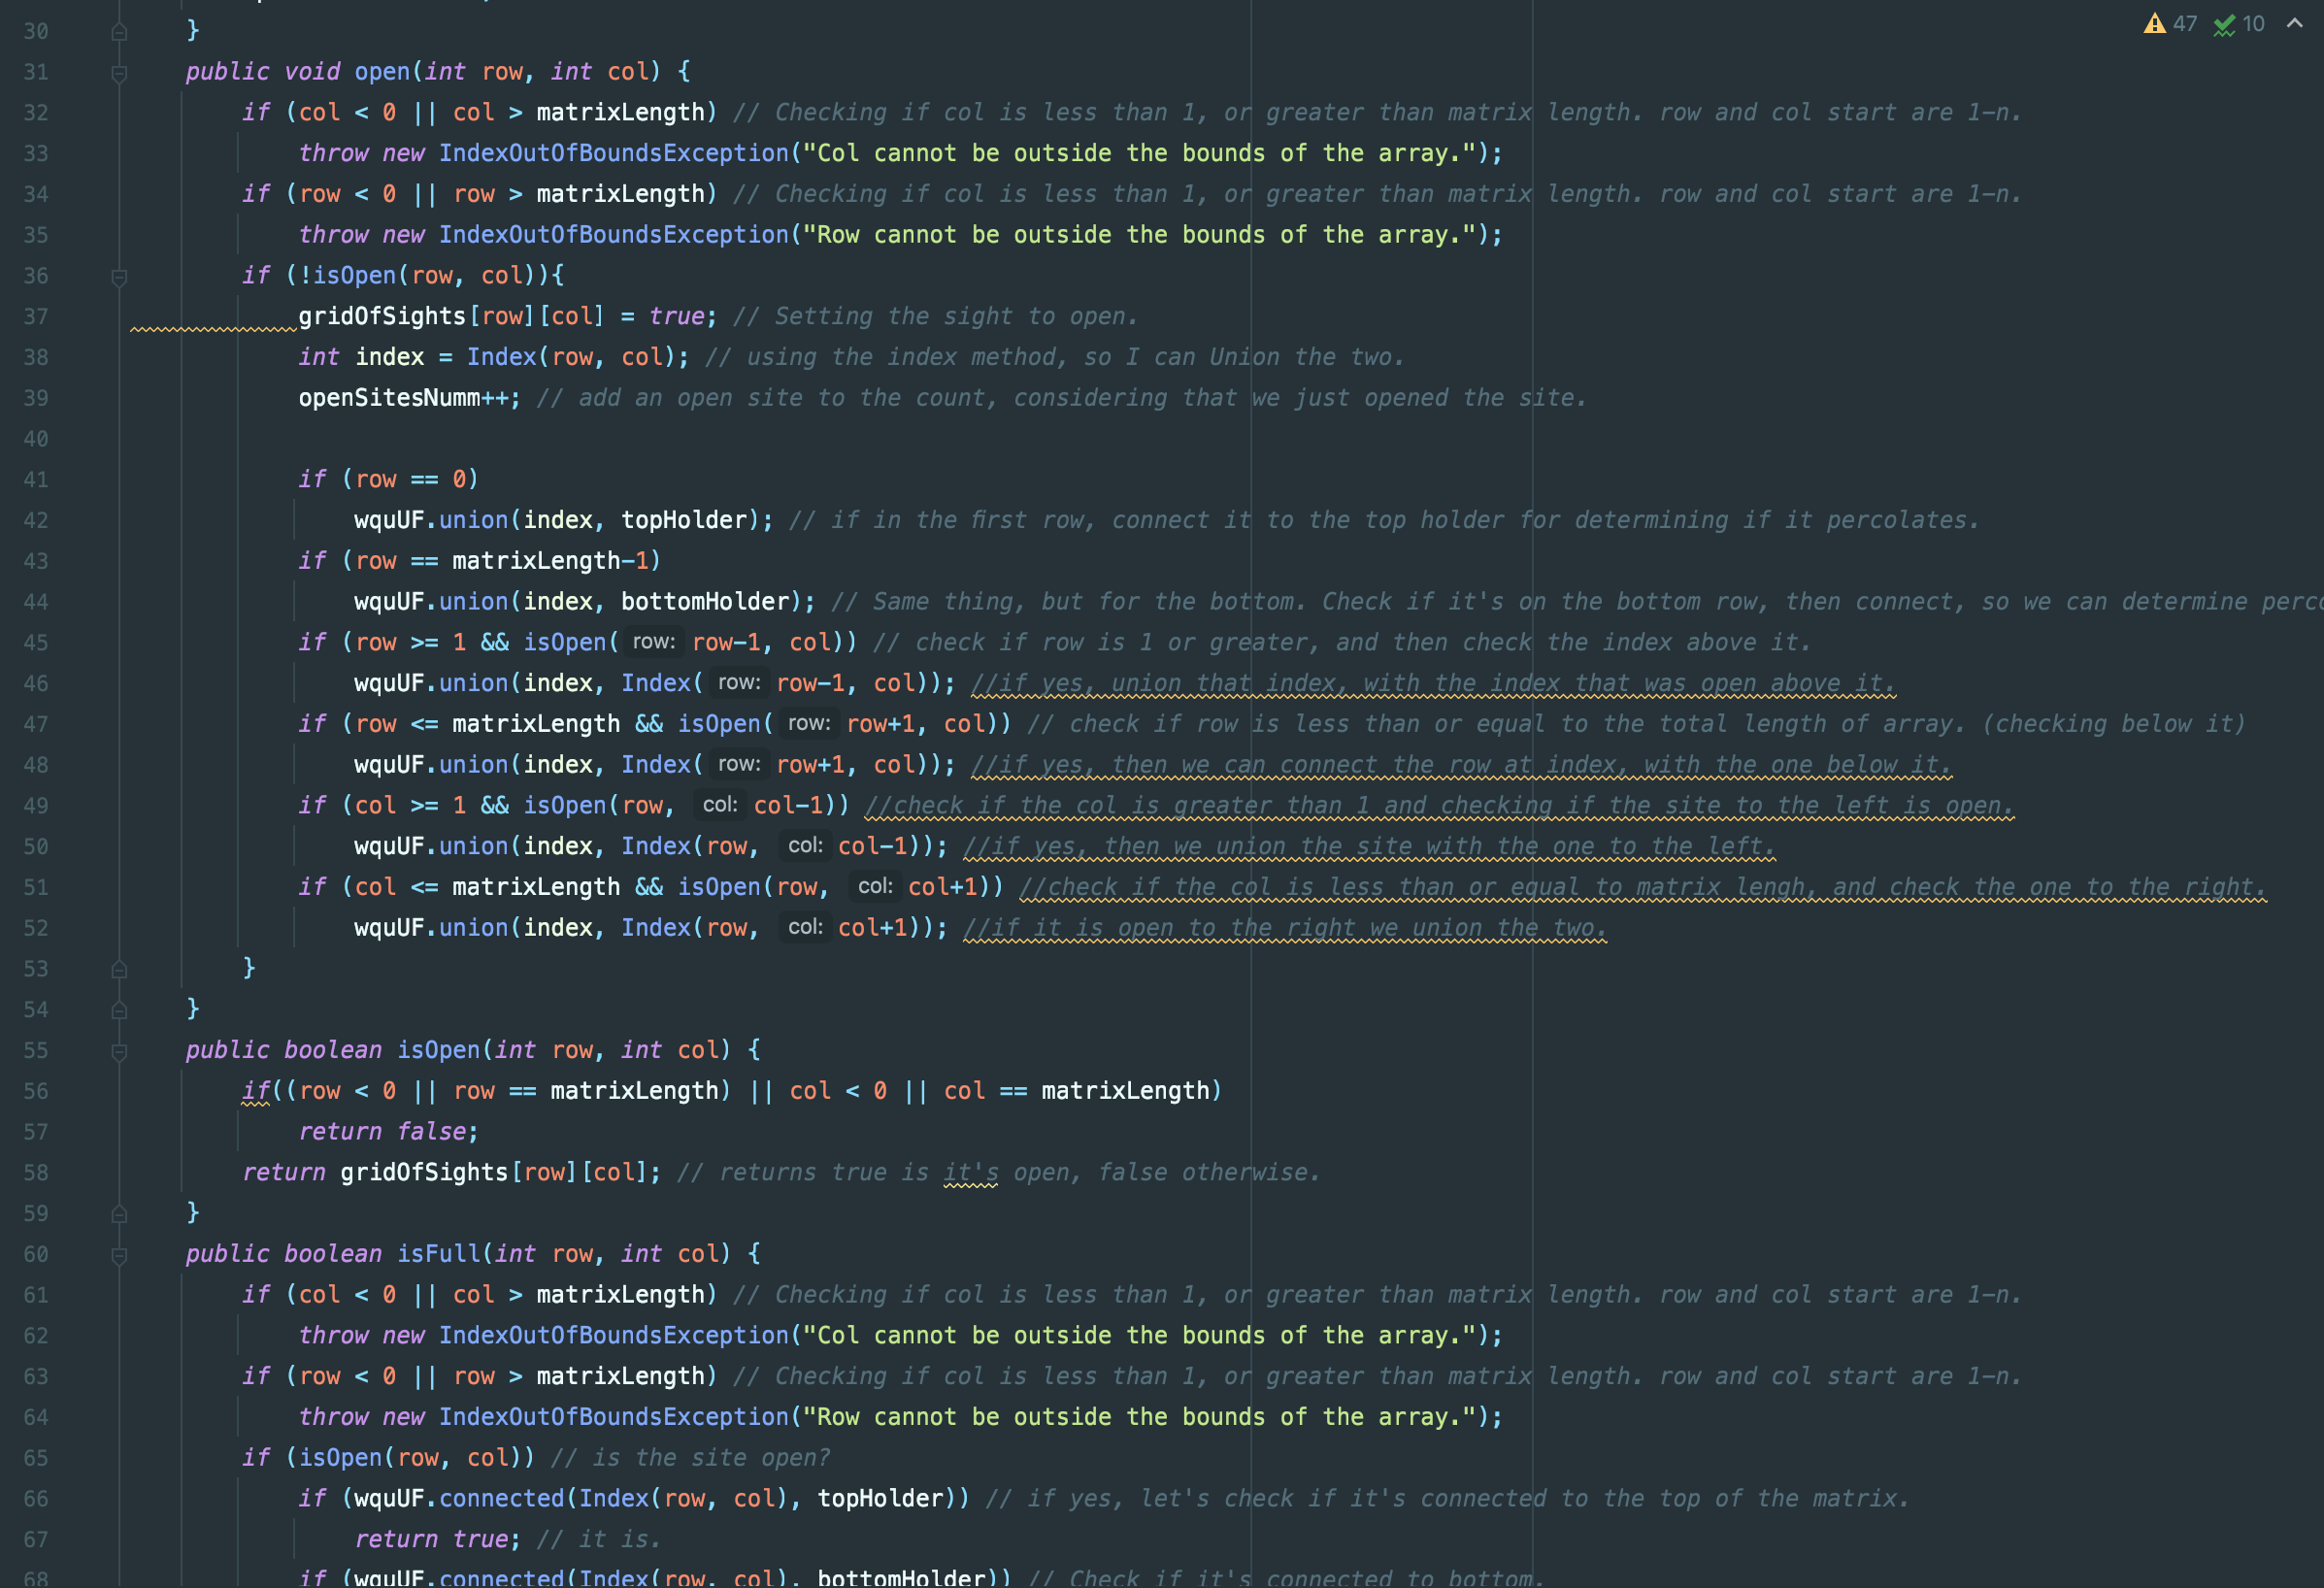 47 10
30 }
31 public void open(int row, int col) {
32 if (col < 0 || col > matrixLength) // Checking if col is less than 1, or greater than matrix length. row and col start are 1-n.
33 throw new IndexOutOfBoundsException("Col cannot be outside the bounds of the array.");
34 if (row < 0 || row > matrixLength) // Checking if col is less than 1, or greater than matrix length. row and col start are 1-n.
35 throw new IndexOutOfBoundsException("Row cannot be outside the bounds of the array.");
36 if (!isOpen(row, col)){
37 gridOfSights[row][col] = true; // Setting the sight to open.
38 int index = Index(row, col); // using the index method, so I can Union the two.
39 openSitesNumm++; // add an open site to the count, considering that we just opened the site.
40
41 if (row == 0)
42 wquUF.union(index, topHolder); // if in the first row, connect it to the top holder for determining if it percolates.
43 if (row == matrixLength-1)
44 wquUF.union(index, bottomHolder); // Same thing, but for the bottom. Check if it's on the bottom row, then connect, so we can determine
45 if (row >= 1 && isOpen( row: row-1, col)) // check if row is 1 or greater, and then check the index above it.
46 wquUF.union(index, Index( row: row-1, col)); //if yes, union that index, with the index that was open above it.
47 if (row <= matrixLength && isOpen( row: row+1, col)) // check if row is less than or equal to the total length of array. (checking below it)
48 wquUF.union(index, Index( row: row+1, col)); //if yes, then we can connect the row at index, with the one below it.
49 if (col >= 1 && isOpen(row, col: col-1)) //check if the col is greater than 1 and checking if the site to the left is open.
50 wquUF.union(index, Index(row, col: col-1)); //if yes, then we union the site with the one to the left.
51 if (col <= matrixLength && isOpen(row, col: col+1)) //check if the col is less than or equal to matrix lengh, and check the one to the right.
52 wquUF.union(index, Index(row, col: col+1)); //if it is open to the right we union the two.
53 }
54 }
55 public boolean isOpen(int row, int col) {
56 if((row < 0 || row == matrixLength) || col < 0 || col == matrixLength)
57 return false;
58 return gridOfSights[row][col]; // returns true is it's open, false otherwise.
59 }
60 public boolean isFull(int row, int col) {
61 if (col < 0 || col > matrixLength) // Checking if col is less than 1, or greater than matrix length. row and col start are 1-n.
62 throw new IndexOutOfBoundsException("Col cannot be outside the bounds of the array.");
63 if (row < 0 || row > matrixLength) // Checking if col is less than 1, or greater than matrix length. row and col start are 1-n.
64 throw new IndexOutOfBoundsException("Row cannot be outside the bounds of the array.");
65 if (isOpen(row, col)) // is the site open?
66 if (wquUF.connected(Index(row, col), topHolder)) // if yes, let's check if it's connected to the top of the matrix.
67 return true; // it is.
68 if (wquUF.connected(Index(row, col), bottomHolder)) // Check if it's connected to bottom.